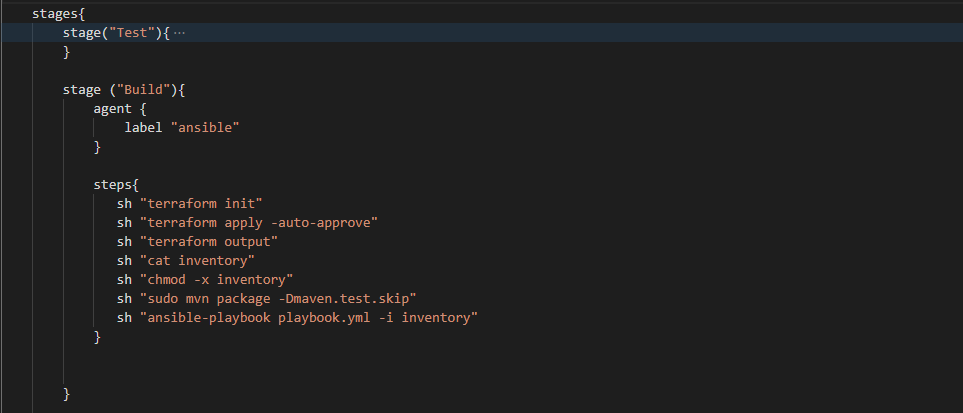 stages{
stage("Test"){ ...
}
stage ("Build"){
agent {
label "ansible"
}
steps{
sh "terraform init"
sh "terraform apply -auto-approve"
sh "terraform output"
sh "cat inventory"
sh "chmod -x inventory"
sh "sudo mvn package -Dmaven.test.skip"
sh "ansible-playbook playbook.yml -i inventory"
}
}